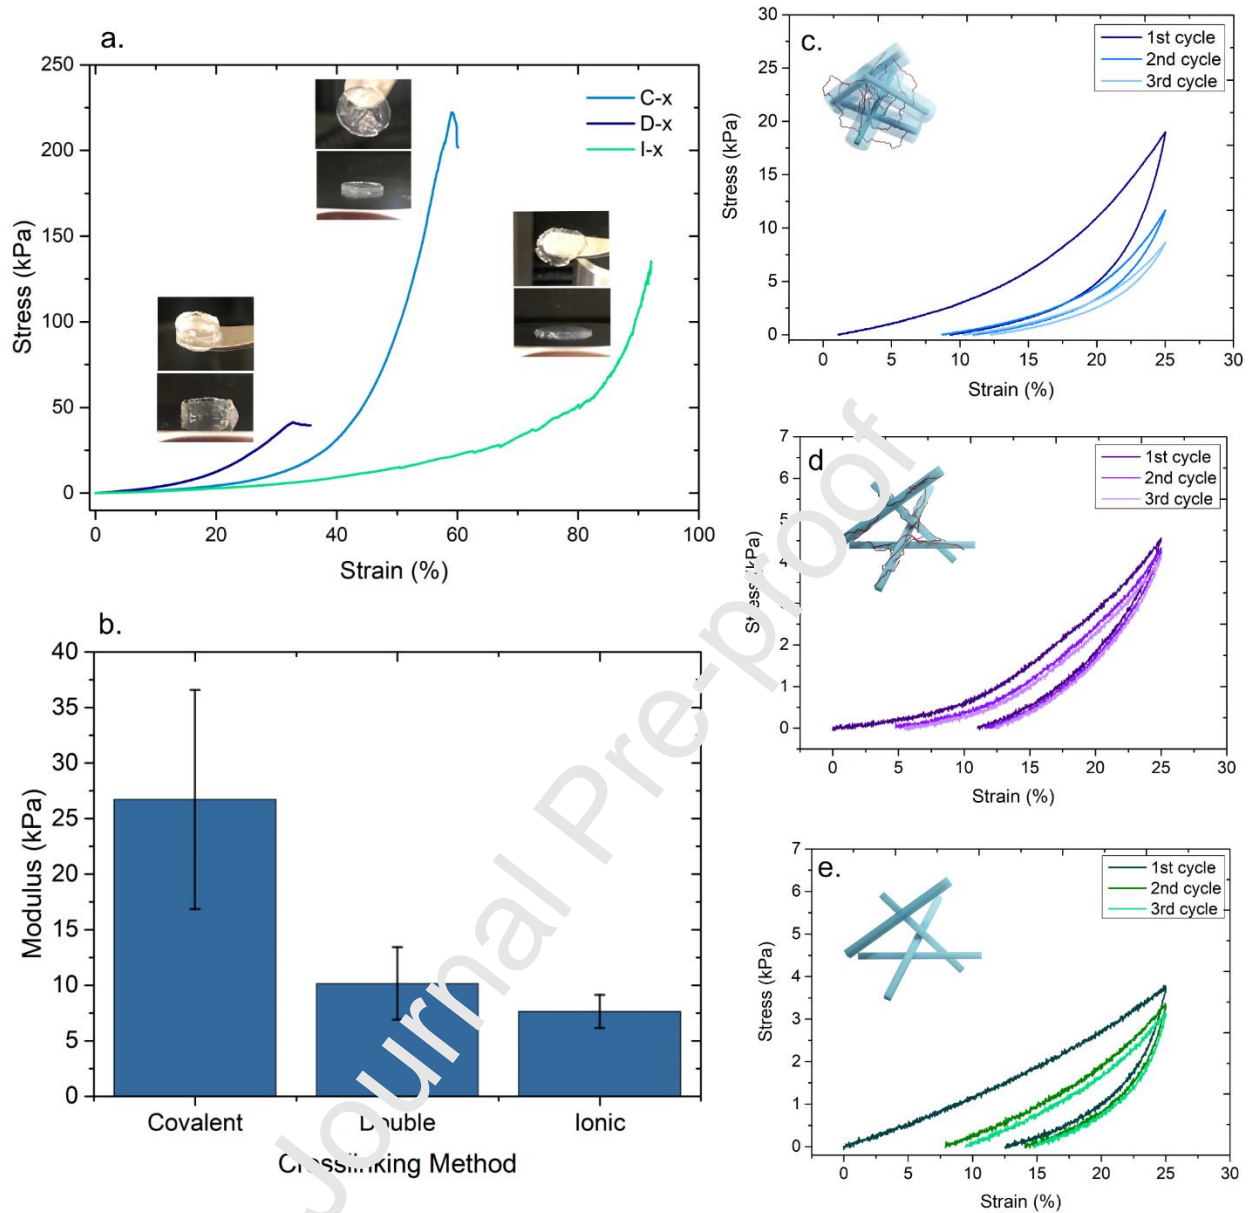 a.
250
200
150
100
50
0
Stress (kPa)
C-x
D-x
I-x
0 20 40 60 80 100
Strain (%)
b.
40
35
30
25
20
15
10
5
0
Modulus (kPa)
Covalent Double Ionic
Crosslinking Method
c.
30
25
20
15
10
5
0
Stress (kPa)
1st cycle
2nd cycle
3rd cycle
0 5 10 15 20 25 30
Strain (%)
d
7
6
5
4
2
1
0
Stress (kPa)
1st cycle
2nd cycle
3rd cycle
0 5 10 15 20 25 30
Strain (%)
e.
7
6
5
4
3
2
1
0
Stress (kPa)
1st cycle
2nd cycle
3rd cycle
0 5 10 15 20 25 30
Strain (%)
Journal Pre-proof